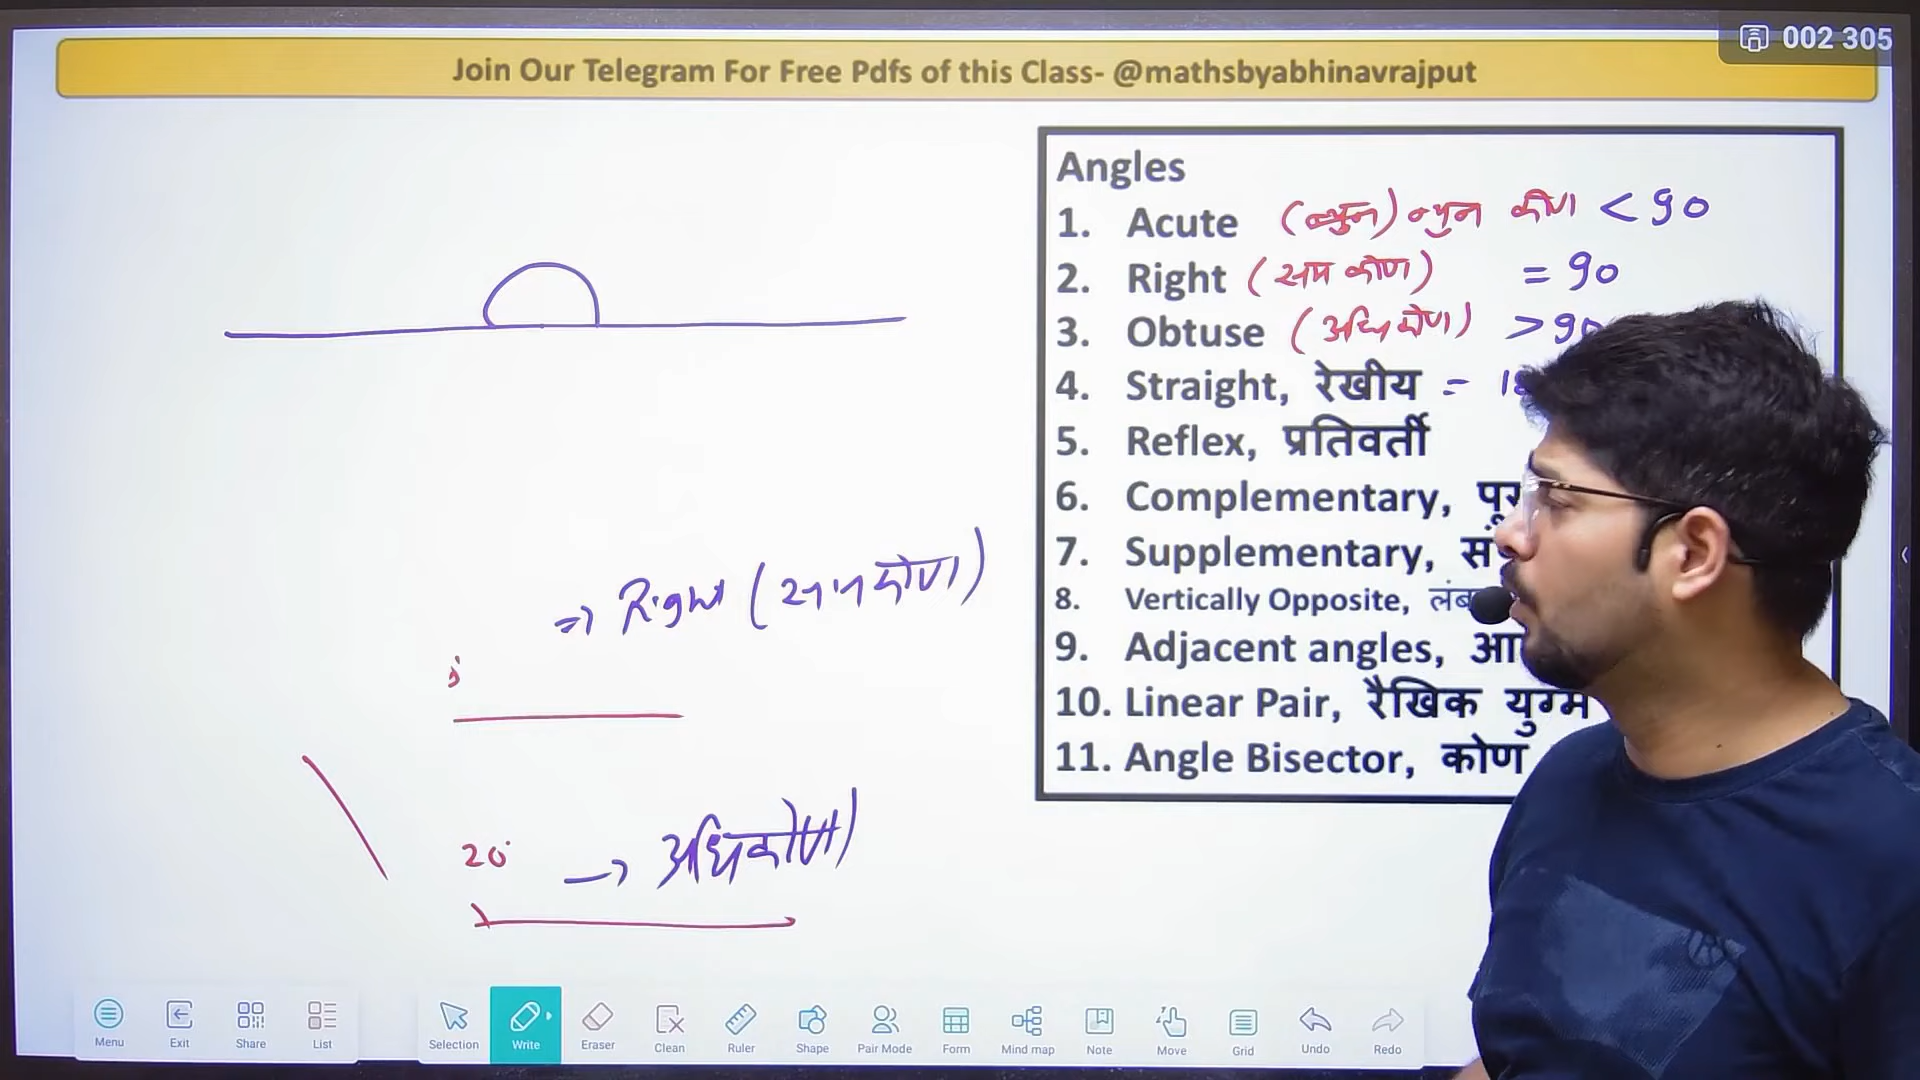 002 305
Join Our Telegram For Free Pdfs of this Class- @mathsbyabhinavrajput
Angles
1. Acute (न्युन) न्युन कोण < 90
2. Right (सम कोण) = 90
3. Obtuse (अधिकोण) > 90
4. Straight, रेखीय = 18
5. Reflex, प्रतिवर्ती
6. Complementary,
7. Supplementary,
8. Vertically Opposite,
9. Adjacent angles,
10. Linear Pair, रैखिक युग्म
11. Angle Bisector, कोण
⇒ Right (समकोण)
20° → अधिकोण)
Menu Exit Share List Selection Write Eraser Clean Ruler Shape Pair Mode Form Mind map Note Move Grid Undo Redo